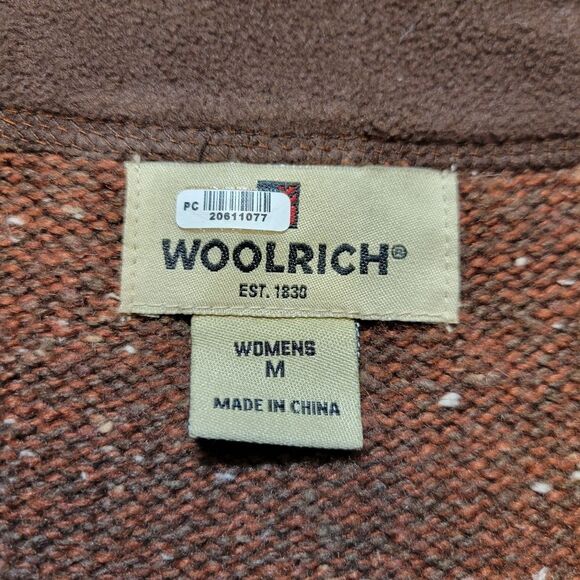 PC
20611077
WOOLRICH®
EST. 1830
WOMENS
M
MADE IN CHINA